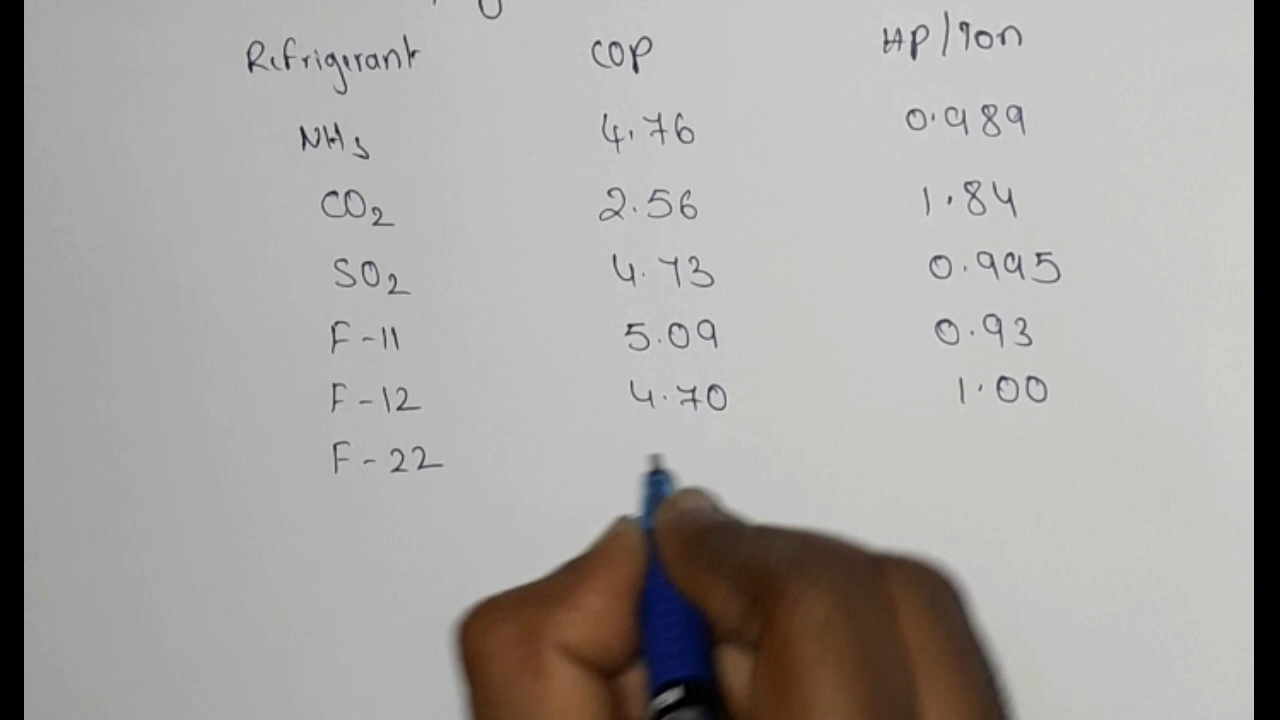 Refrigerant COP HP/Ton
NH3 4.76 0.989
CO2 2.56 1.84
SO2 4.73 0.995
F-11 5.09 0.93
F-12 4.70 1.00
F-22